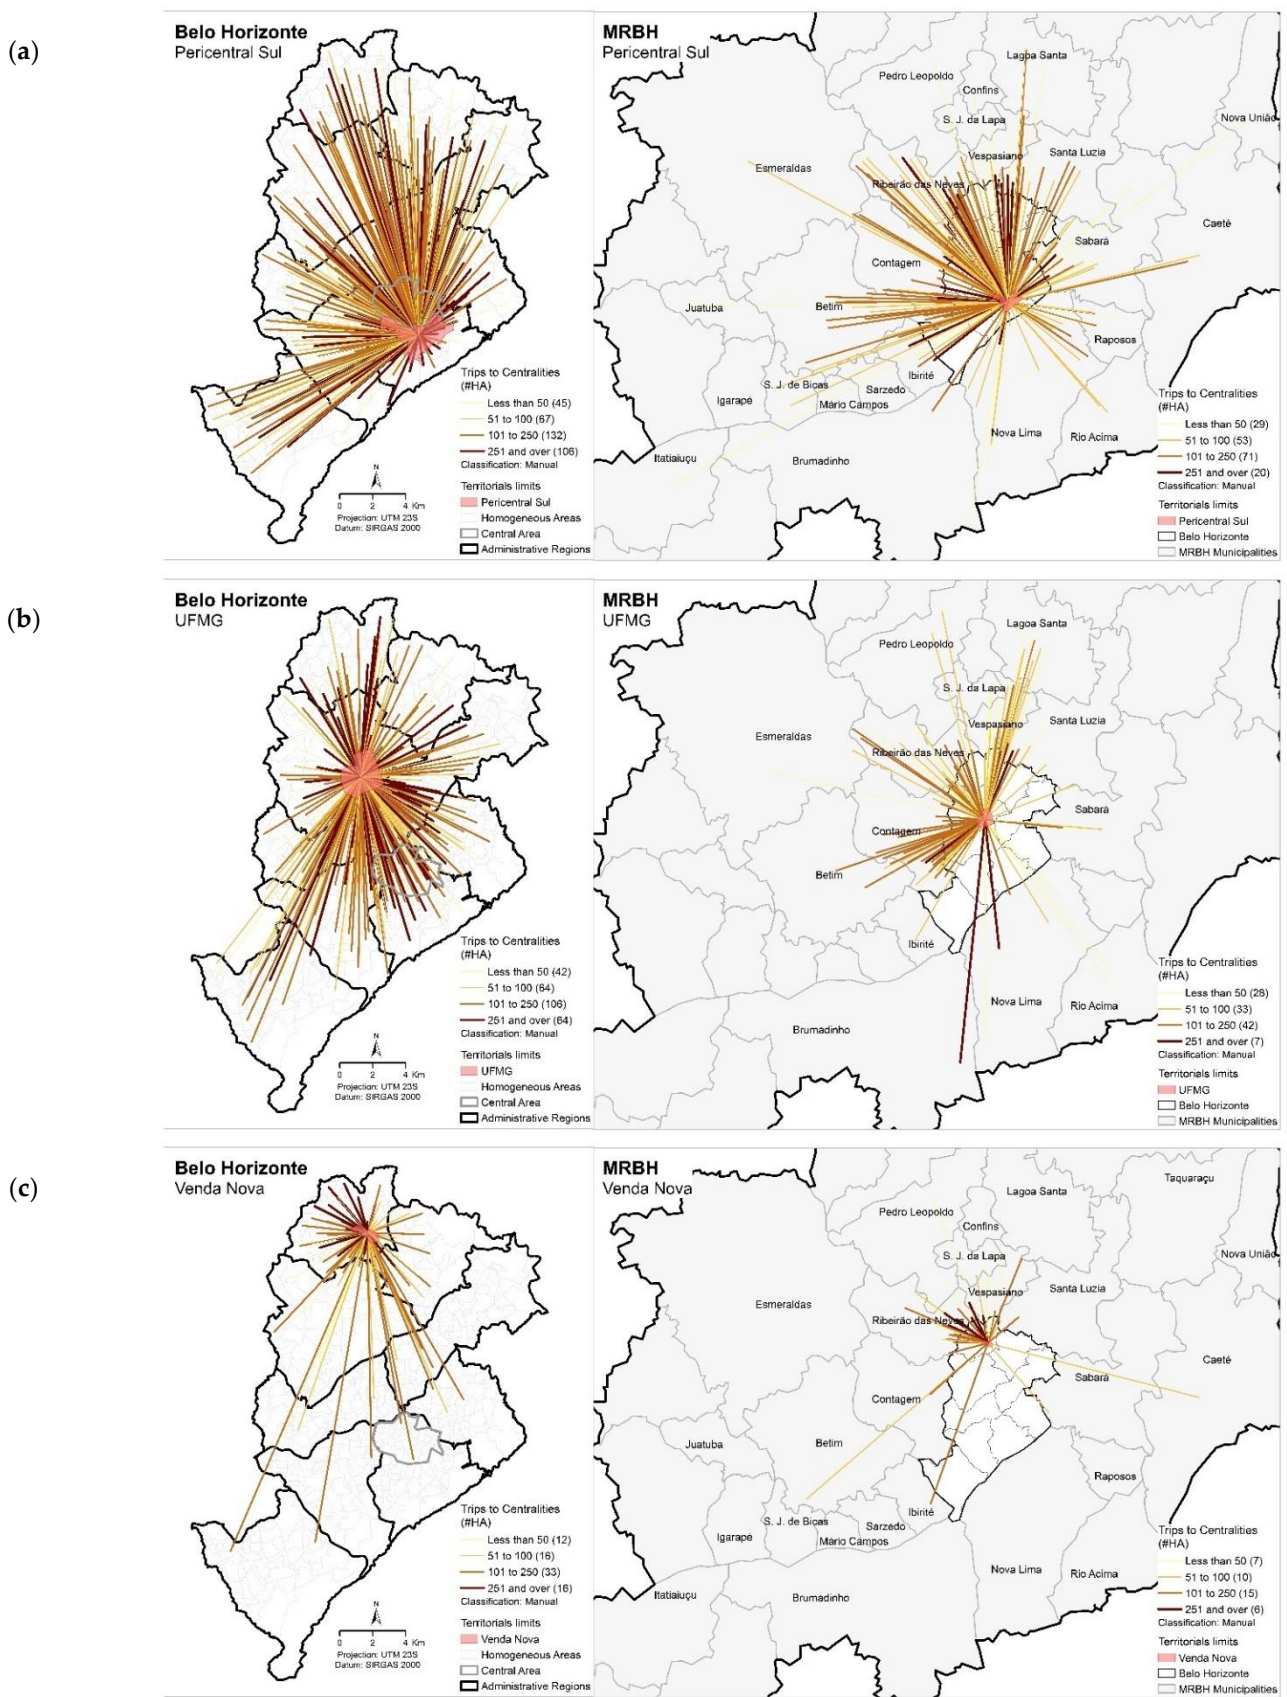 (a)
Belo Horizonte
Pericentral Sul
Trips to Centralities
(#HA)
Less than 50 (45)
51 to 100 (67)
101 to 250 (132)
251 and over (106)
Classification: Manual
Territorials limits
Pericentral Sul
Homogeneous Areas
Central Area
Administrative Regions
N
0 2 4 Km
Projection: UTM 23S
Datum: SIRGAS 2000
MRBH
Pericentral Sul
Lagoa Santa
Pedro Leopoldo
Confins
S. J. da Lapa
Nova União
Vespasiano
Santa Luzia
Esmeraldas
Ribeirão das Neves
Caeté
Sabará
Contagem
Juatuba
Betim
Raposos
Ibirité
S. J. de Bicas
Sarzedo
Igarapé
Mário Campos
Nova Lima
Rio Acima
Itatiaiuçu
Brumadinho
Trips to Centralities
(#HA)
Less than 50 (29)
51 to 100 (53)
101 to 250 (71)
251 and over (20)
Classification: Manual
Territorials limits
Pericentral Sul
Belo Horizonte
MRBH Municipalities
(b)
Belo Horizonte
UFMG
Trips to Centralities
(#HA)
Less than 50 (42)
51 to 100 (64)
101 to 250 (106)
251 and over (64)
Classification: Manual
Territorials limits
UFMG
Homogeneous Areas
Central Area
Administrative Regions
N
0 2 4 Km
Projection: UTM 23S
Datum: SIRGAS 2000
MRBH
UFMG
Lagoa Santa
Pedro Leopoldo
S. J. da Lapa
Vespasiano
Santa Luzia
Esmeraldas
Ribeirão das Neves
Sabará
Contagem
Betim
Ibirité
Nova Lima
Rio Acima
Brumadinho
Trips to Centralities
(#HA)
Less than 50 (28)
51 to 100 (33)
101 to 250 (42)
251 and over (7)
Classification: Manual
Territorials limits
UFMG
Belo Horizonte
MRBH Municipalities
(c)
Belo Horizonte
Venda Nova
Trips to Centralities
(#HA)
Less than 50 (12)
51 to 100 (16)
101 to 250 (33)
251 and over (16)
Classification: Manual
Territorials limits
Venda Nova
Homogeneous Areas
Central Area
Administrative Regions
N
0 2 4 Km
Projection: UTM 23S
Datum: SIRGAS 2000
MRBH
Venda Nova
Taquaraçu
Lagoa Santa
Pedro Leopoldo
Confins
S. J. da Lapa
Nova União
Vespasiano
Santa Luzia
Esmeraldas
Ribeirão das Neves
Caeté
Sabará
Contagem
Juatuba
Betim
Raposos
Ibirité
S. J. de Bicas
Sarzedo
Igarapé
Mário Campos
Nova Lima
Rio Acima
Itatiaiuçu
Brumadinho
Trips to Centralities
(#HA)
Less than 50 (7)
51 to 100 (10)
101 to 250 (15)
251 and over (6)
Classification: Manual
Territorials limits
Venda Nova
Belo Horizonte
MRBH Municipalities